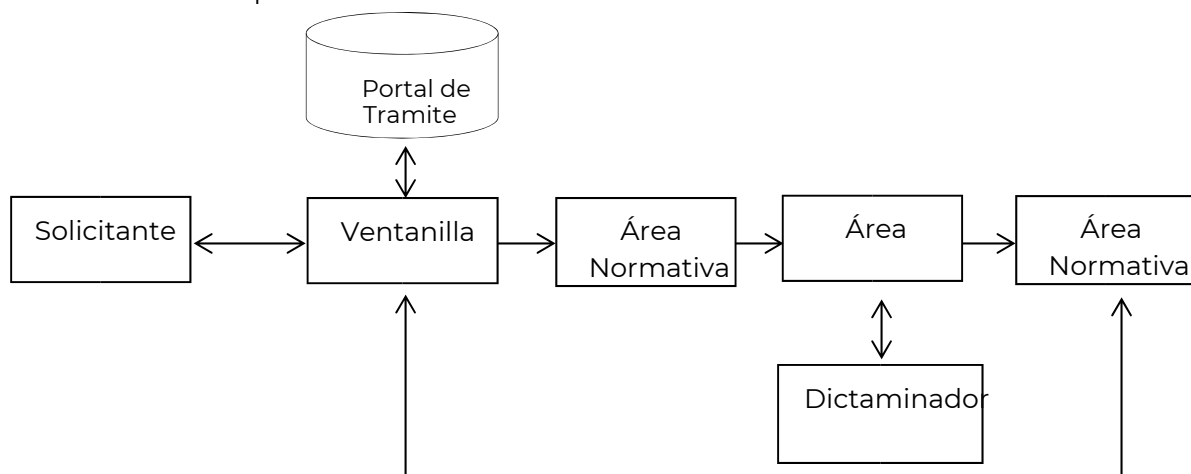 Portal de
Tramite
Solicitante
Ventanilla
Área
Normativa
Área
Área
Normativa
Dictaminador